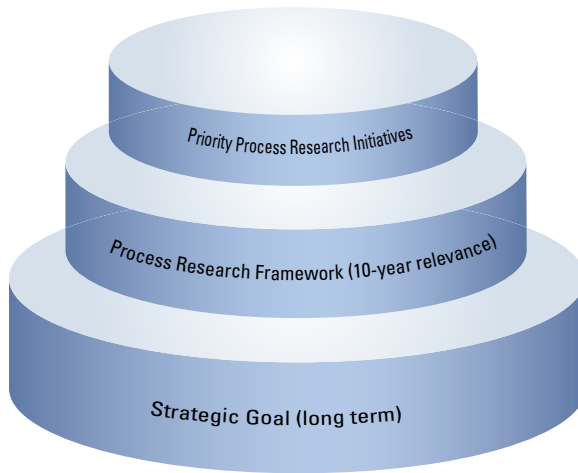 Priority Process Research Initiatives
Process Research Framework (10-year relevance)
Strategic Goal (long term)